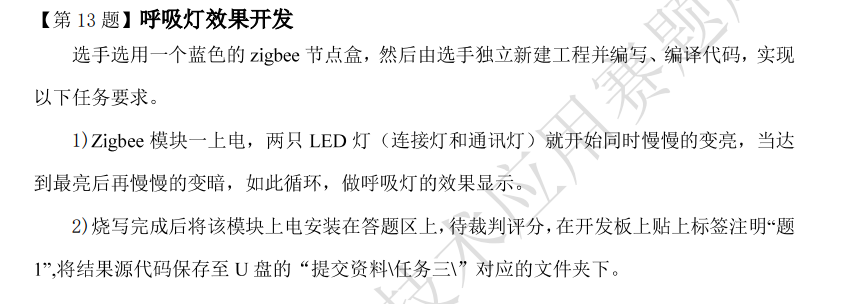 【第 13 题】呼吸灯效果开发
选手选用一个蓝色的 zigbee 节点盒，然后由选手独立新建工程并编写、编译代码，实现
以下任务要求。
1)Zigbee 模块一上电，两只 LED 灯（连接灯和通讯灯）就开始同时慢慢的变亮，当达
到最亮后再慢慢的变暗，如此循环，做呼吸灯的效果显示。
2)烧写完成后将该模块上电安装在答题区上，待裁判评分，在开发板上贴上标签注明“题
1”,将结果源代码保存至 U 盘的“提交资料\任务三\”对应的文件夹下。
技术应用赛题